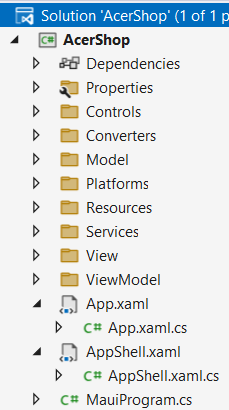 Solution 'AcerShop' (1 of 1 p
C# AcerShop
Dependencies
Properties
Controls
Converters
Model
Platforms
Resources
Services
View
ViewModel
App.xaml
C# App.xaml.cs
AppShell.xaml
C# AppShell.xaml.cs
C# MauiProgram.cs